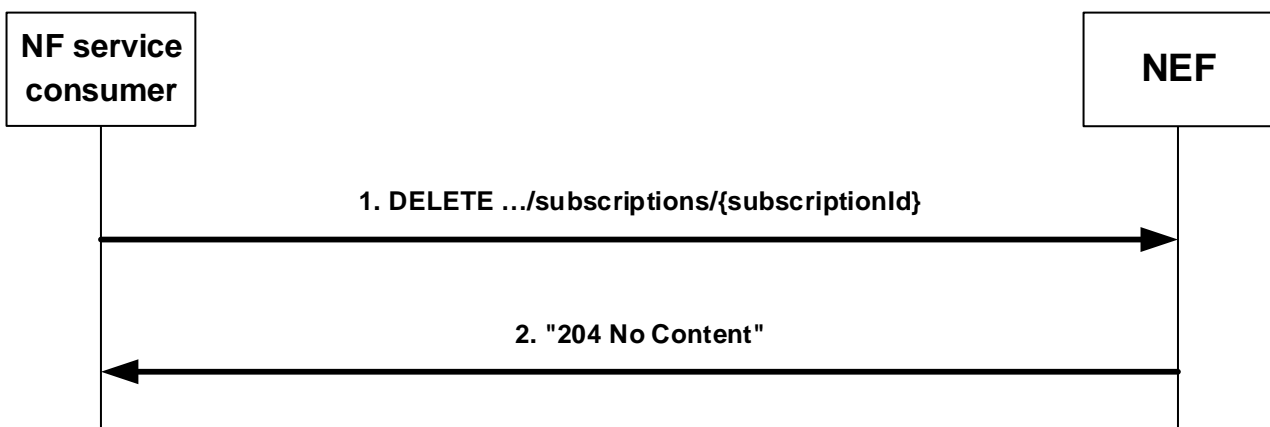 NF service
consumer
NEF
1. DELETE …/subscriptions/{subscriptionId}
2. "204 No Content"